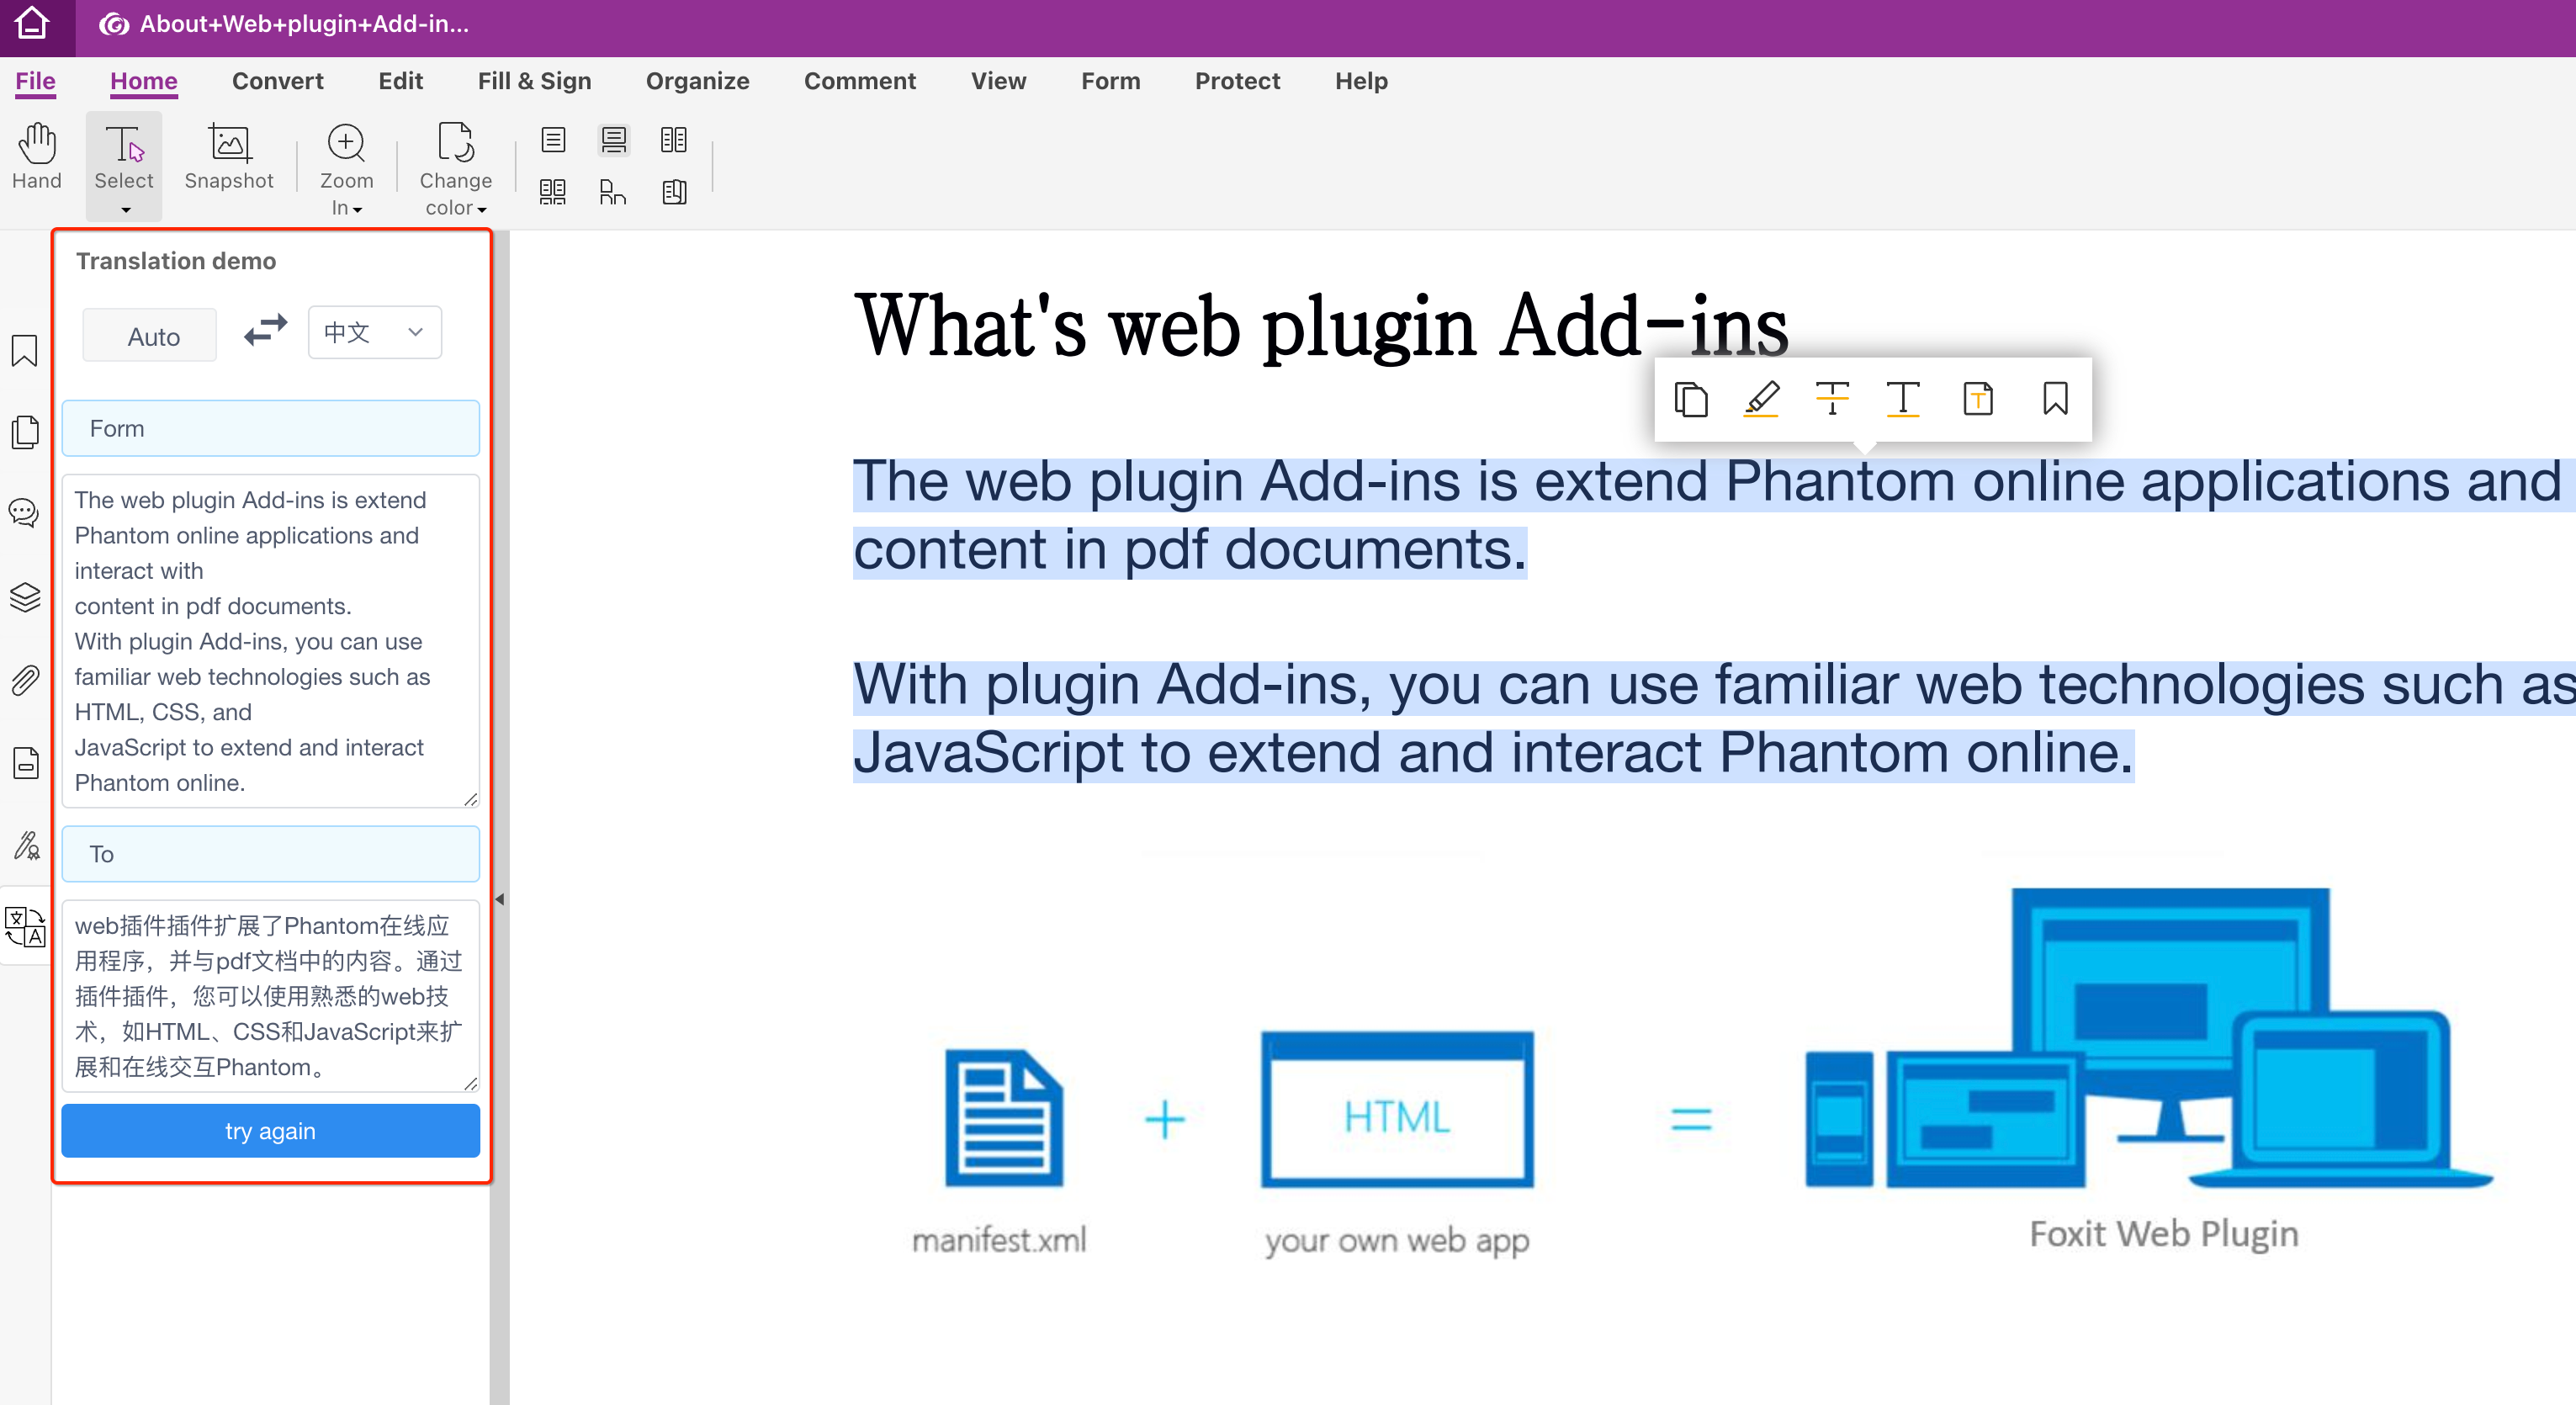 About+Web+plugin+Add-in...
File Home Convert Edit Fill & Sign Organize Comment View Form Protect Help
Hand Select Snapshot Zoom In Change color
Translation demo
Auto 中文
Form
The web plugin Add-ins is extend
Phantom online applications and
interact with
content in pdf documents.
With plugin Add-ins, you can use
familiar web technologies such as
HTML, CSS, and
JavaScript to extend and interact
Phantom online.
To
web插件插件扩展了Phantom在线应
用程序，并与pdf文档中的内容。通过
插件插件，您可以使用熟悉的web技
术，如HTML、CSS和JavaScript来扩
展和在线交互Phantom。
try again
What's web plugin Add-ins
The web plugin Add-ins is extend Phantom online applications and
content in pdf documents.
With plugin Add-ins, you can use familiar web technologies such as
JavaScript to extend and interact Phantom online.
+ HTML =
manifest.xml your own web app Foxit Web Plugin